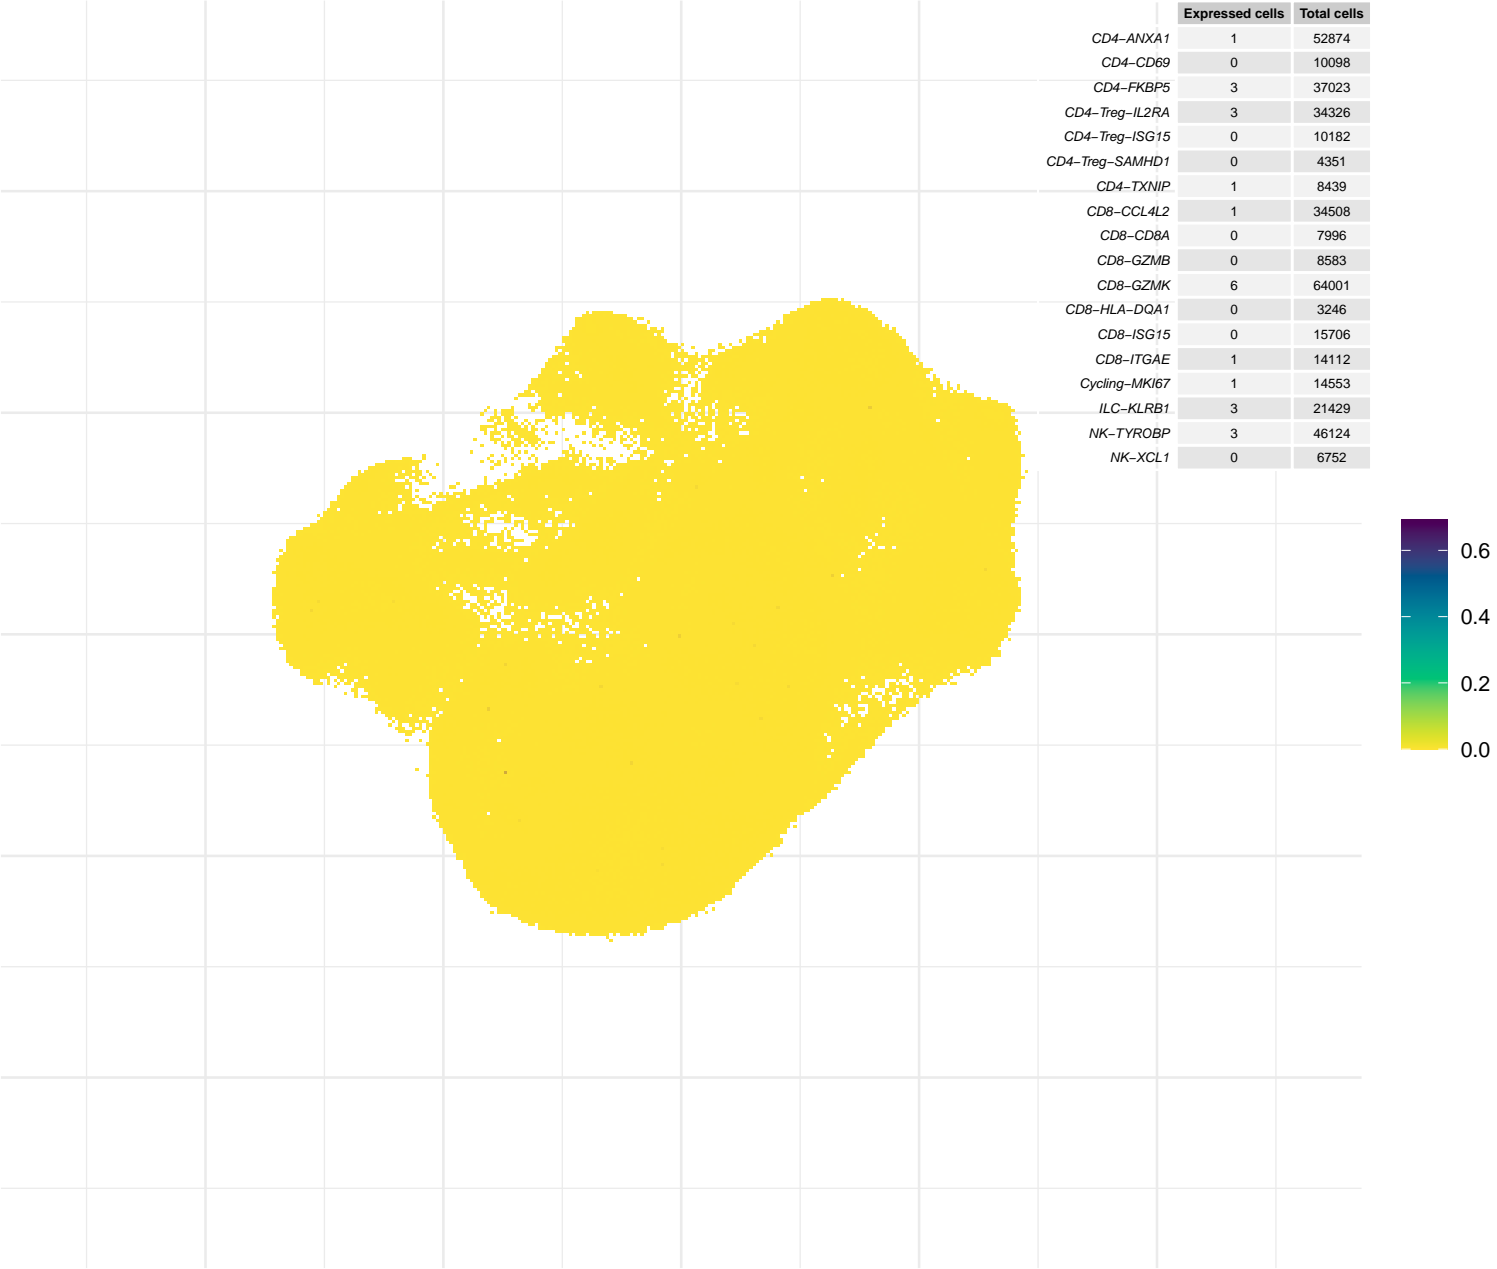 Expressed cells Total cells
CD4−ANXA1 1 52874
CD4−CD69 0 10098
CD4−FKBP5 3 37023
CD4−Treg−IL2RA 3 34326
CD4−Treg−ISG15 0 10182
CD4−Treg−SAMHD1 0 4351
CD4−TXNIP 1 8439
CD8−CCL4L2 1 34508
CD8−CD8A 0 7996
CD8−GZMB 0 8583
CD8−GZMK 6 64001
CD8−HLA−DQA1 0 3246
CD8−ISG15 0 15706
CD8−ITGAE 1 14112
Cycling−MKI67 1 14553
ILC−KLRB1 3 21429
NK−TYROBP 3 46124
NK−XCL1 0 6752
0.6
0.4
0.2
0.0